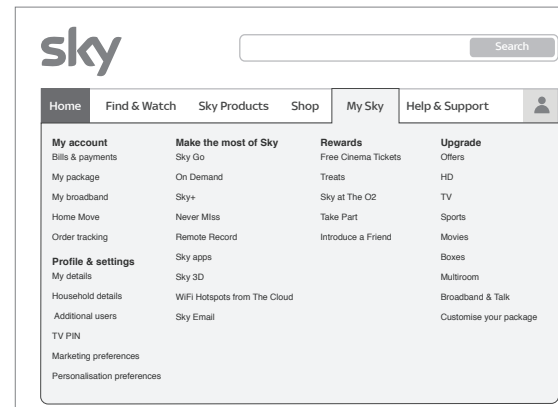 sky
Search
Home Find & Watch Sky Products Shop My Sky Help & Support
My account
Bills & payments
My package
My broadband
Home Move
Order tracking
Profile & settings
My details
Household details
Additional users
TV PIN
Marketing preferences
Personalisation preferences
Make the most of Sky
Sky Go
On Demand
Sky+
Never MIss
Remote Record
Sky apps
Sky 3D
WiFi Hotspots from The Cloud
Sky Email
Rewards
Free Cinema Tickets
Treats
Sky at The O2
Take Part
Introduce a Friend
Upgrade
Offers
HD
TV
Sports
Movies
Boxes
Multiroom
Broadband & Talk
Customise your package